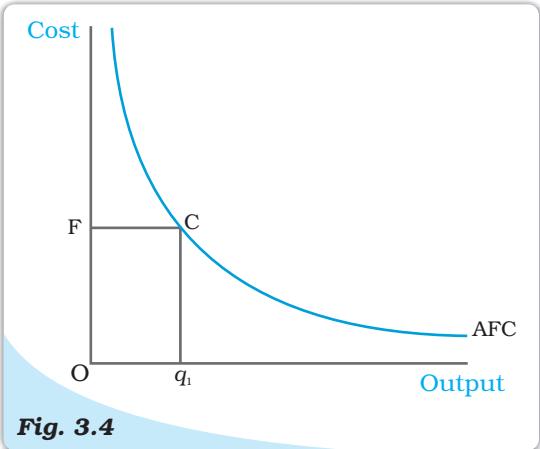 Cost
F
C
AFC
O
q₁
Output
Fig. 3.4